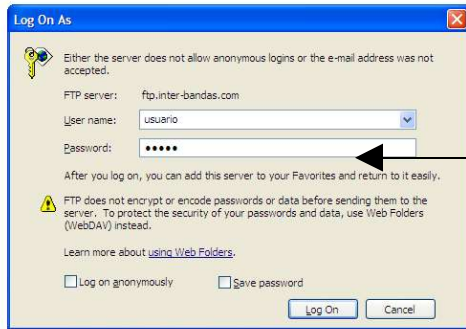 Log On As
Either the server does not allow anonymous logins or the e-mail address was not
accepted.
FTP server: ftp.inter-bandas.com
User name: usuario
Password: •••••
After you log on, you can add this server to your Favorites and return to it easily.
FTP does not encrypt or encode passwords or data before sending them to the
server. To protect the security of your passwords and data, use Web Folders
(WebDAV) instead.
Learn more about using Web Folders.
Log on anonymously Save password
Log On Cancel